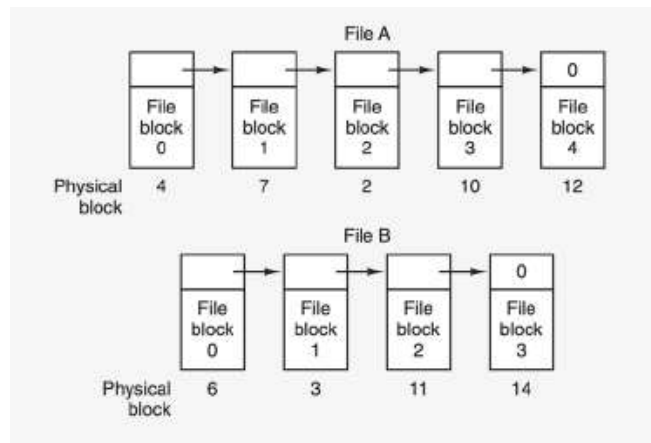 File A
0
File File File File File
block block block block block
0 1 2 3 4
Physical 4 7 2 10 12
block
File B
0
File File File File
block block block block
0 1 2 3
Physical 6 3 11 14
block